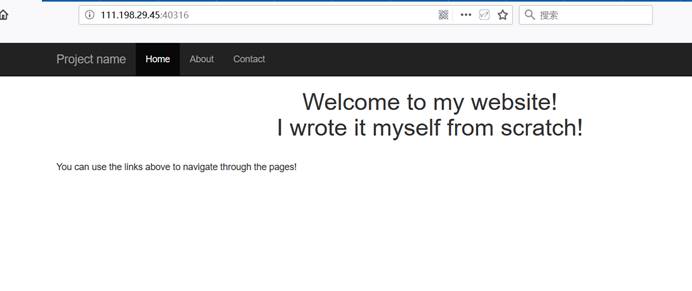 111.198.29.45:40316
搜索
Project name Home About Contact
Welcome to my website!
I wrote it myself from scratch!
You can use the links above to navigate through the pages!